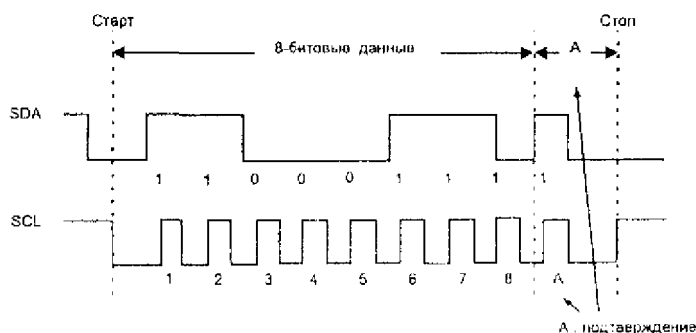 Старт Стоп
8-битовые данные A
SDA
1 1 0 0 0 1 1 1 1
SCL
1 2 3 4 5 6 7 8 A
A : подтверждение